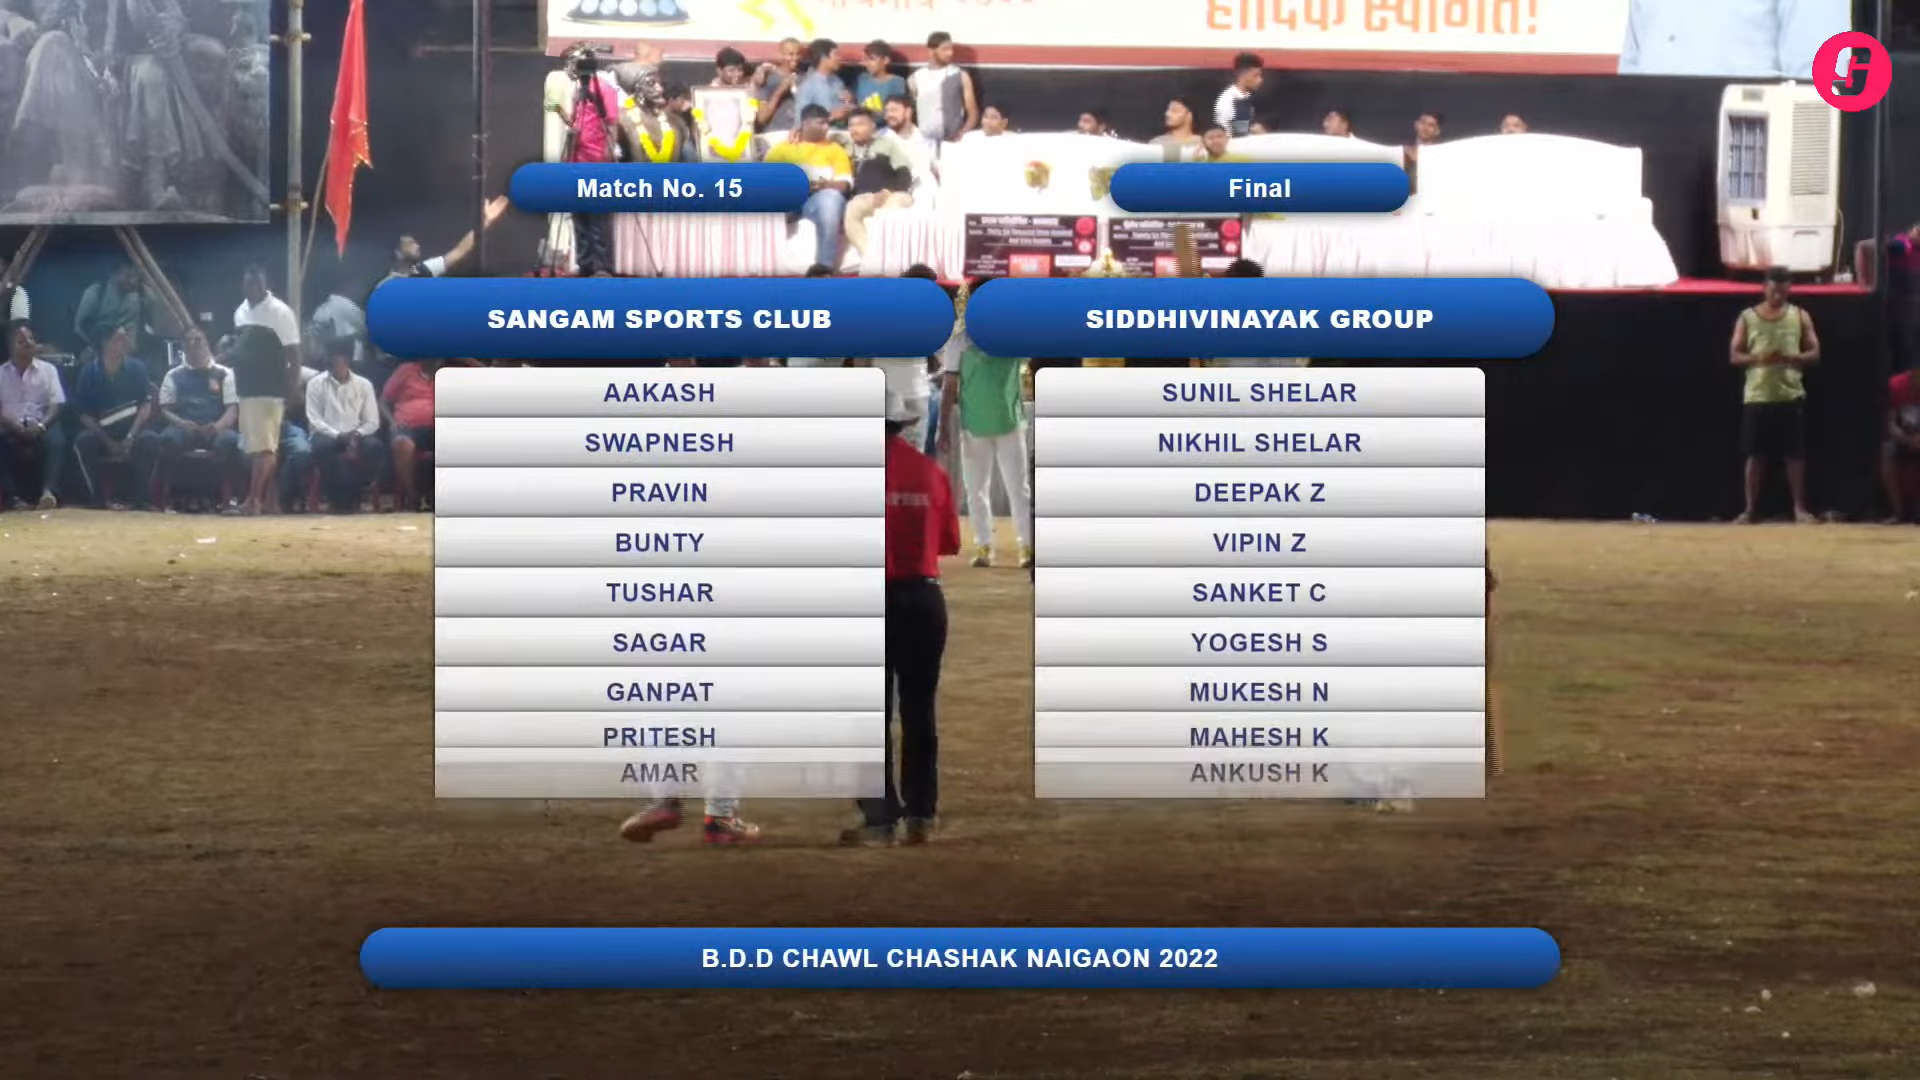 हार्दिक स्वागत!
Match No. 15
Final
SANGAM SPORTS CLUB
SIDDHIVINAYAK GROUP
AAKASH
SWAPNESH
PRAVIN
BUNTY
TUSHAR
SAGAR
GANPAT
PRITESH
AMAR
SUNIL SHELAR
NIKHIL SHELAR
DEEPAK Z
VIPIN Z
SANKET C
YOGESH S
MUKESH N
MAHESH K
ANKUSH K
B.D.D CHAWL CHASHAK NAIGAON 2022